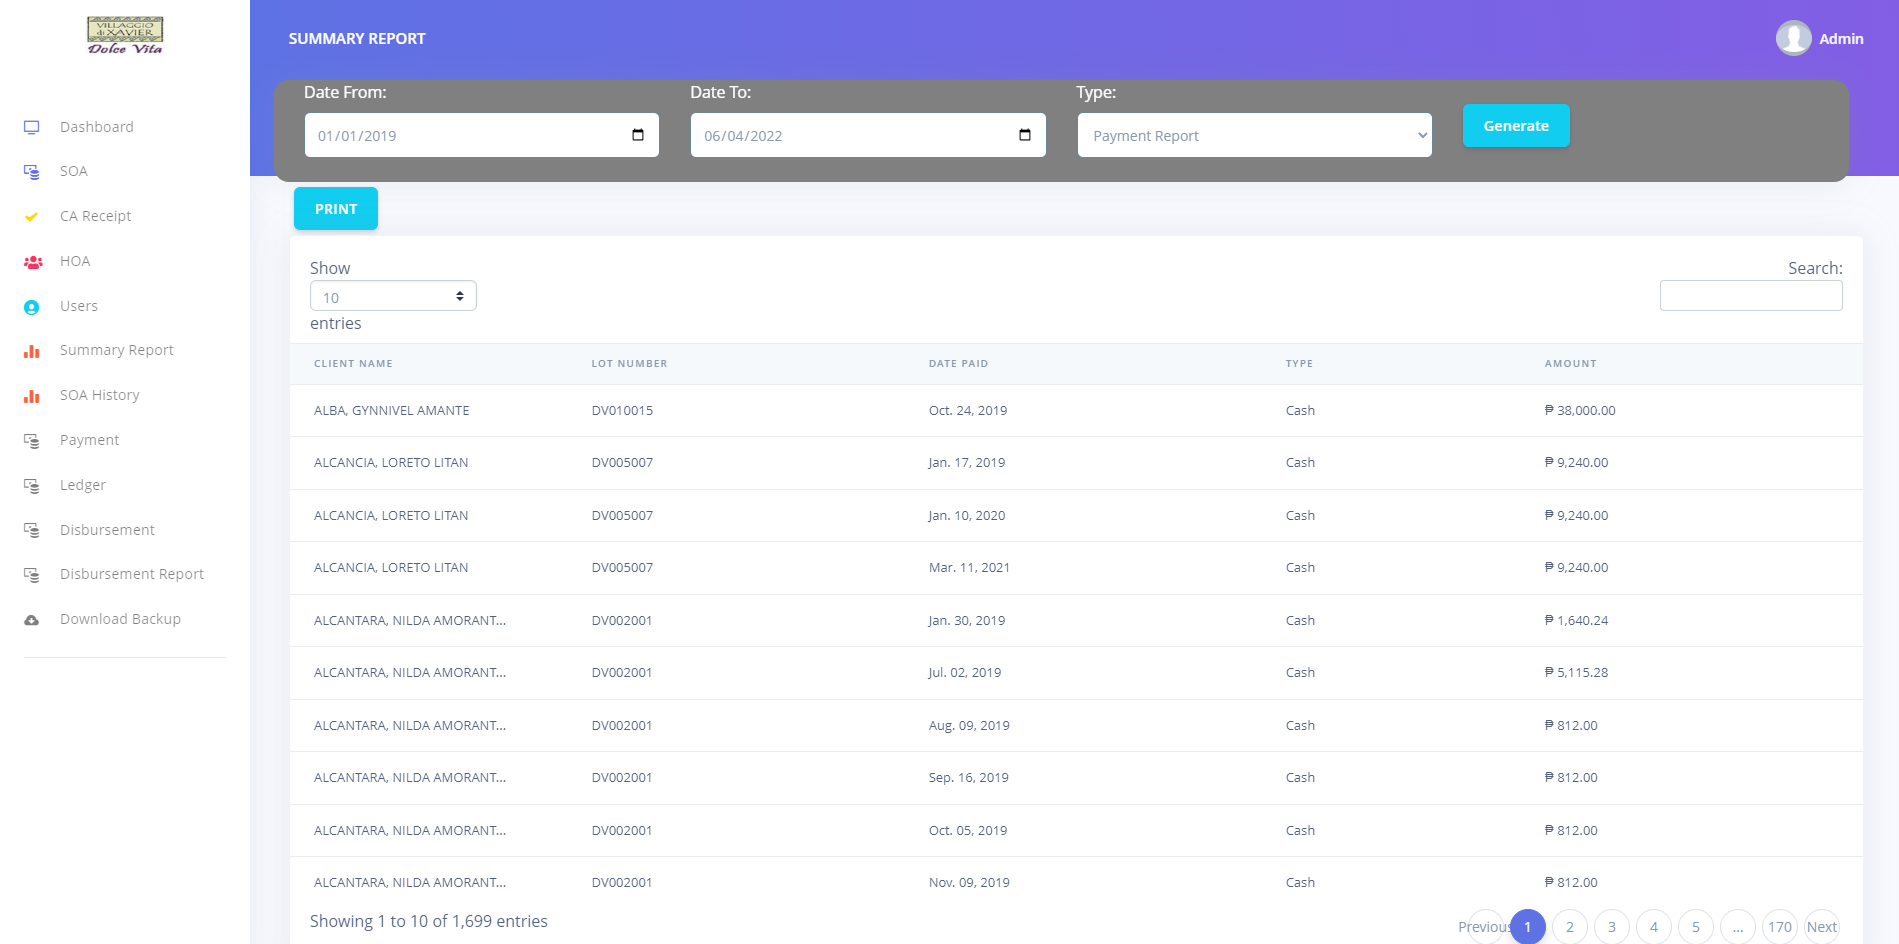 VILLAGGIO
di XAVIER
Dolce Vita
SUMMARY REPORT
Admin
Dashboard
SOA
CA Receipt
HOA
Users
Summary Report
SOA History
Payment
Ledger
Disbursement
Disbursement Report
Download Backup
Date From: Date To: Type:
01/01/2019 06/04/2022 Payment Report Generate
PRINT
Show Search:
10
entries
CLIENT NAME LOT NUMBER DATE PAID TYPE AMOUNT
ALBA, GYNNIVEL AMANTE DV010015 Oct. 24, 2019 Cash ₱ 38,000.00
ALCANCIA, LORETO LITAN DV005007 Jan. 17, 2019 Cash ₱ 9,240.00
ALCANCIA, LORETO LITAN DV005007 Jan. 10, 2020 Cash ₱ 9,240.00
ALCANCIA, LORETO LITAN DV005007 Mar. 11, 2021 Cash ₱ 9,240.00
ALCANTARA, NILDA AMORANT... DV002001 Jan. 30, 2019 Cash ₱ 1,640.24
ALCANTARA, NILDA AMORANT... DV002001 Jul. 02, 2019 Cash ₱ 5,115.28
ALCANTARA, NILDA AMORANT... DV002001 Aug. 09, 2019 Cash ₱ 812.00
ALCANTARA, NILDA AMORANT... DV002001 Sep. 16, 2019 Cash ₱ 812.00
ALCANTARA, NILDA AMORANT... DV002001 Oct. 05, 2019 Cash ₱ 812.00
ALCANTARA, NILDA AMORANT... DV002001 Nov. 09, 2019 Cash ₱ 812.00
Showing 1 to 10 of 1,699 entries Previous 1 2 3 4 5 ... 170 Next